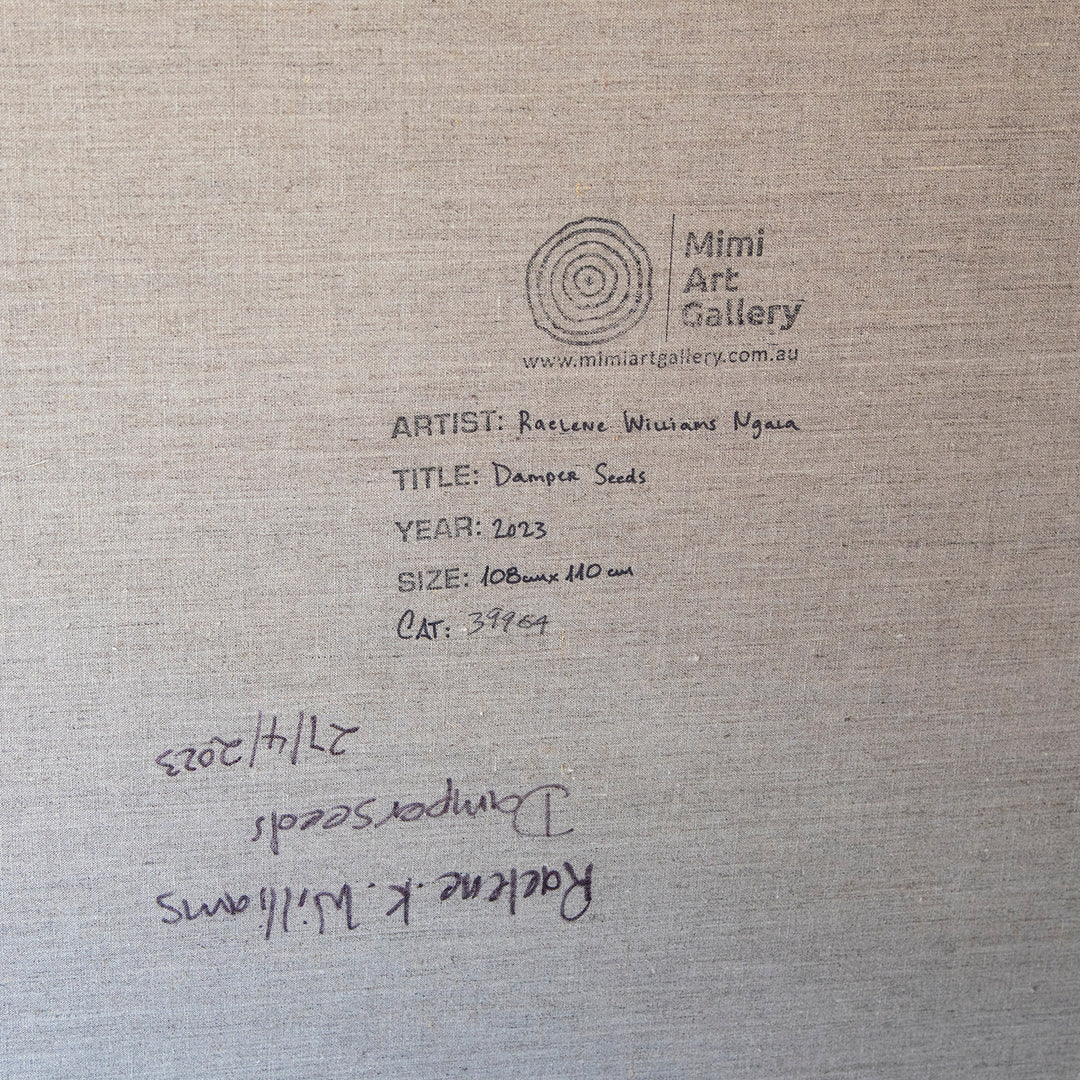 Mimi
Art
Gallery
www.mimiartgallery.com.au
ARTIST: Raelene Williams Ngala
TITLE: Damper Seeds
YEAR: 2023
SIZE: 108cm x 110 cm
CAT: 39964
Raelene. K. Williams
Damperseeds
27/4/2023